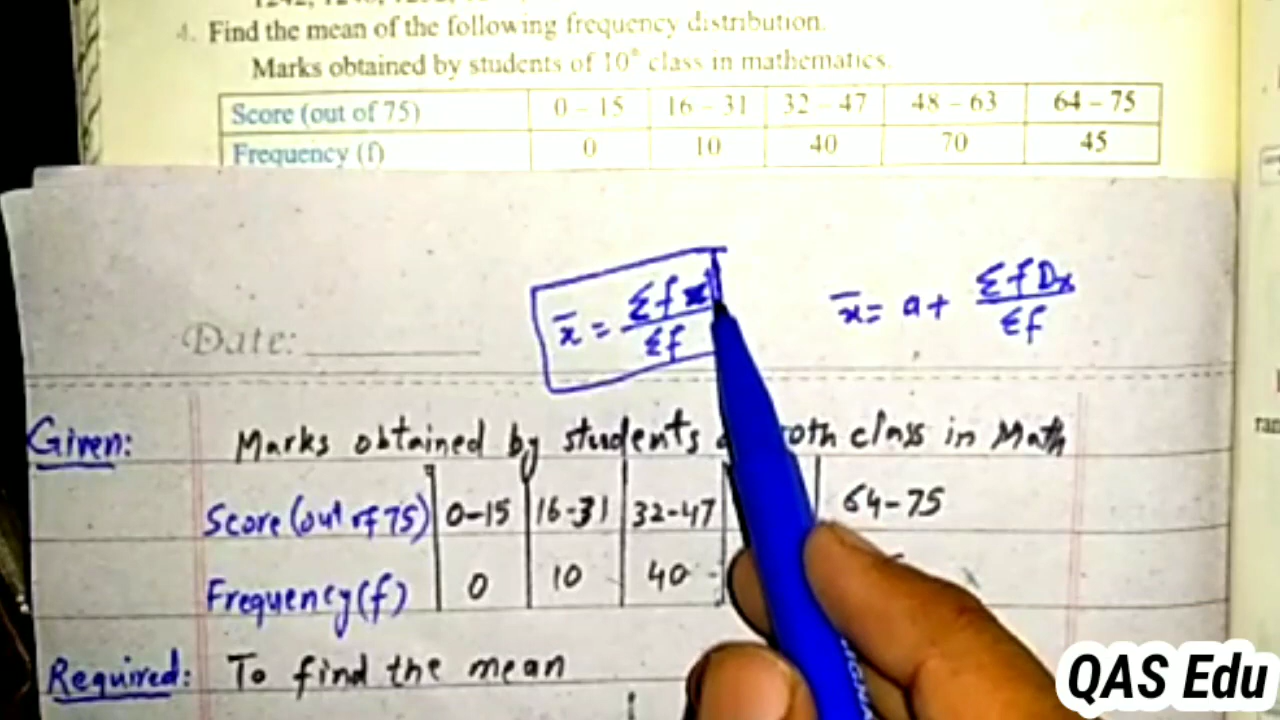 4. Find the mean of the following frequency distribution.
Marks obtained by students of 10th class in mathematics.
Score (out of 75) 0 – 15 16 – 31 32 – 47 48 – 63 64 – 75
Frequency (f) 0 10 40 70 45
x̄ = Σfx / Σf
x̄ = a + ΣfDx / Σf
Date:
Given: Marks obtained by students 10th class in Math
Score (out of 75) 0-15 16-31 32-47 64-75
Frequency (f) 0 10 40
Required: To find the mean
QAS Edu